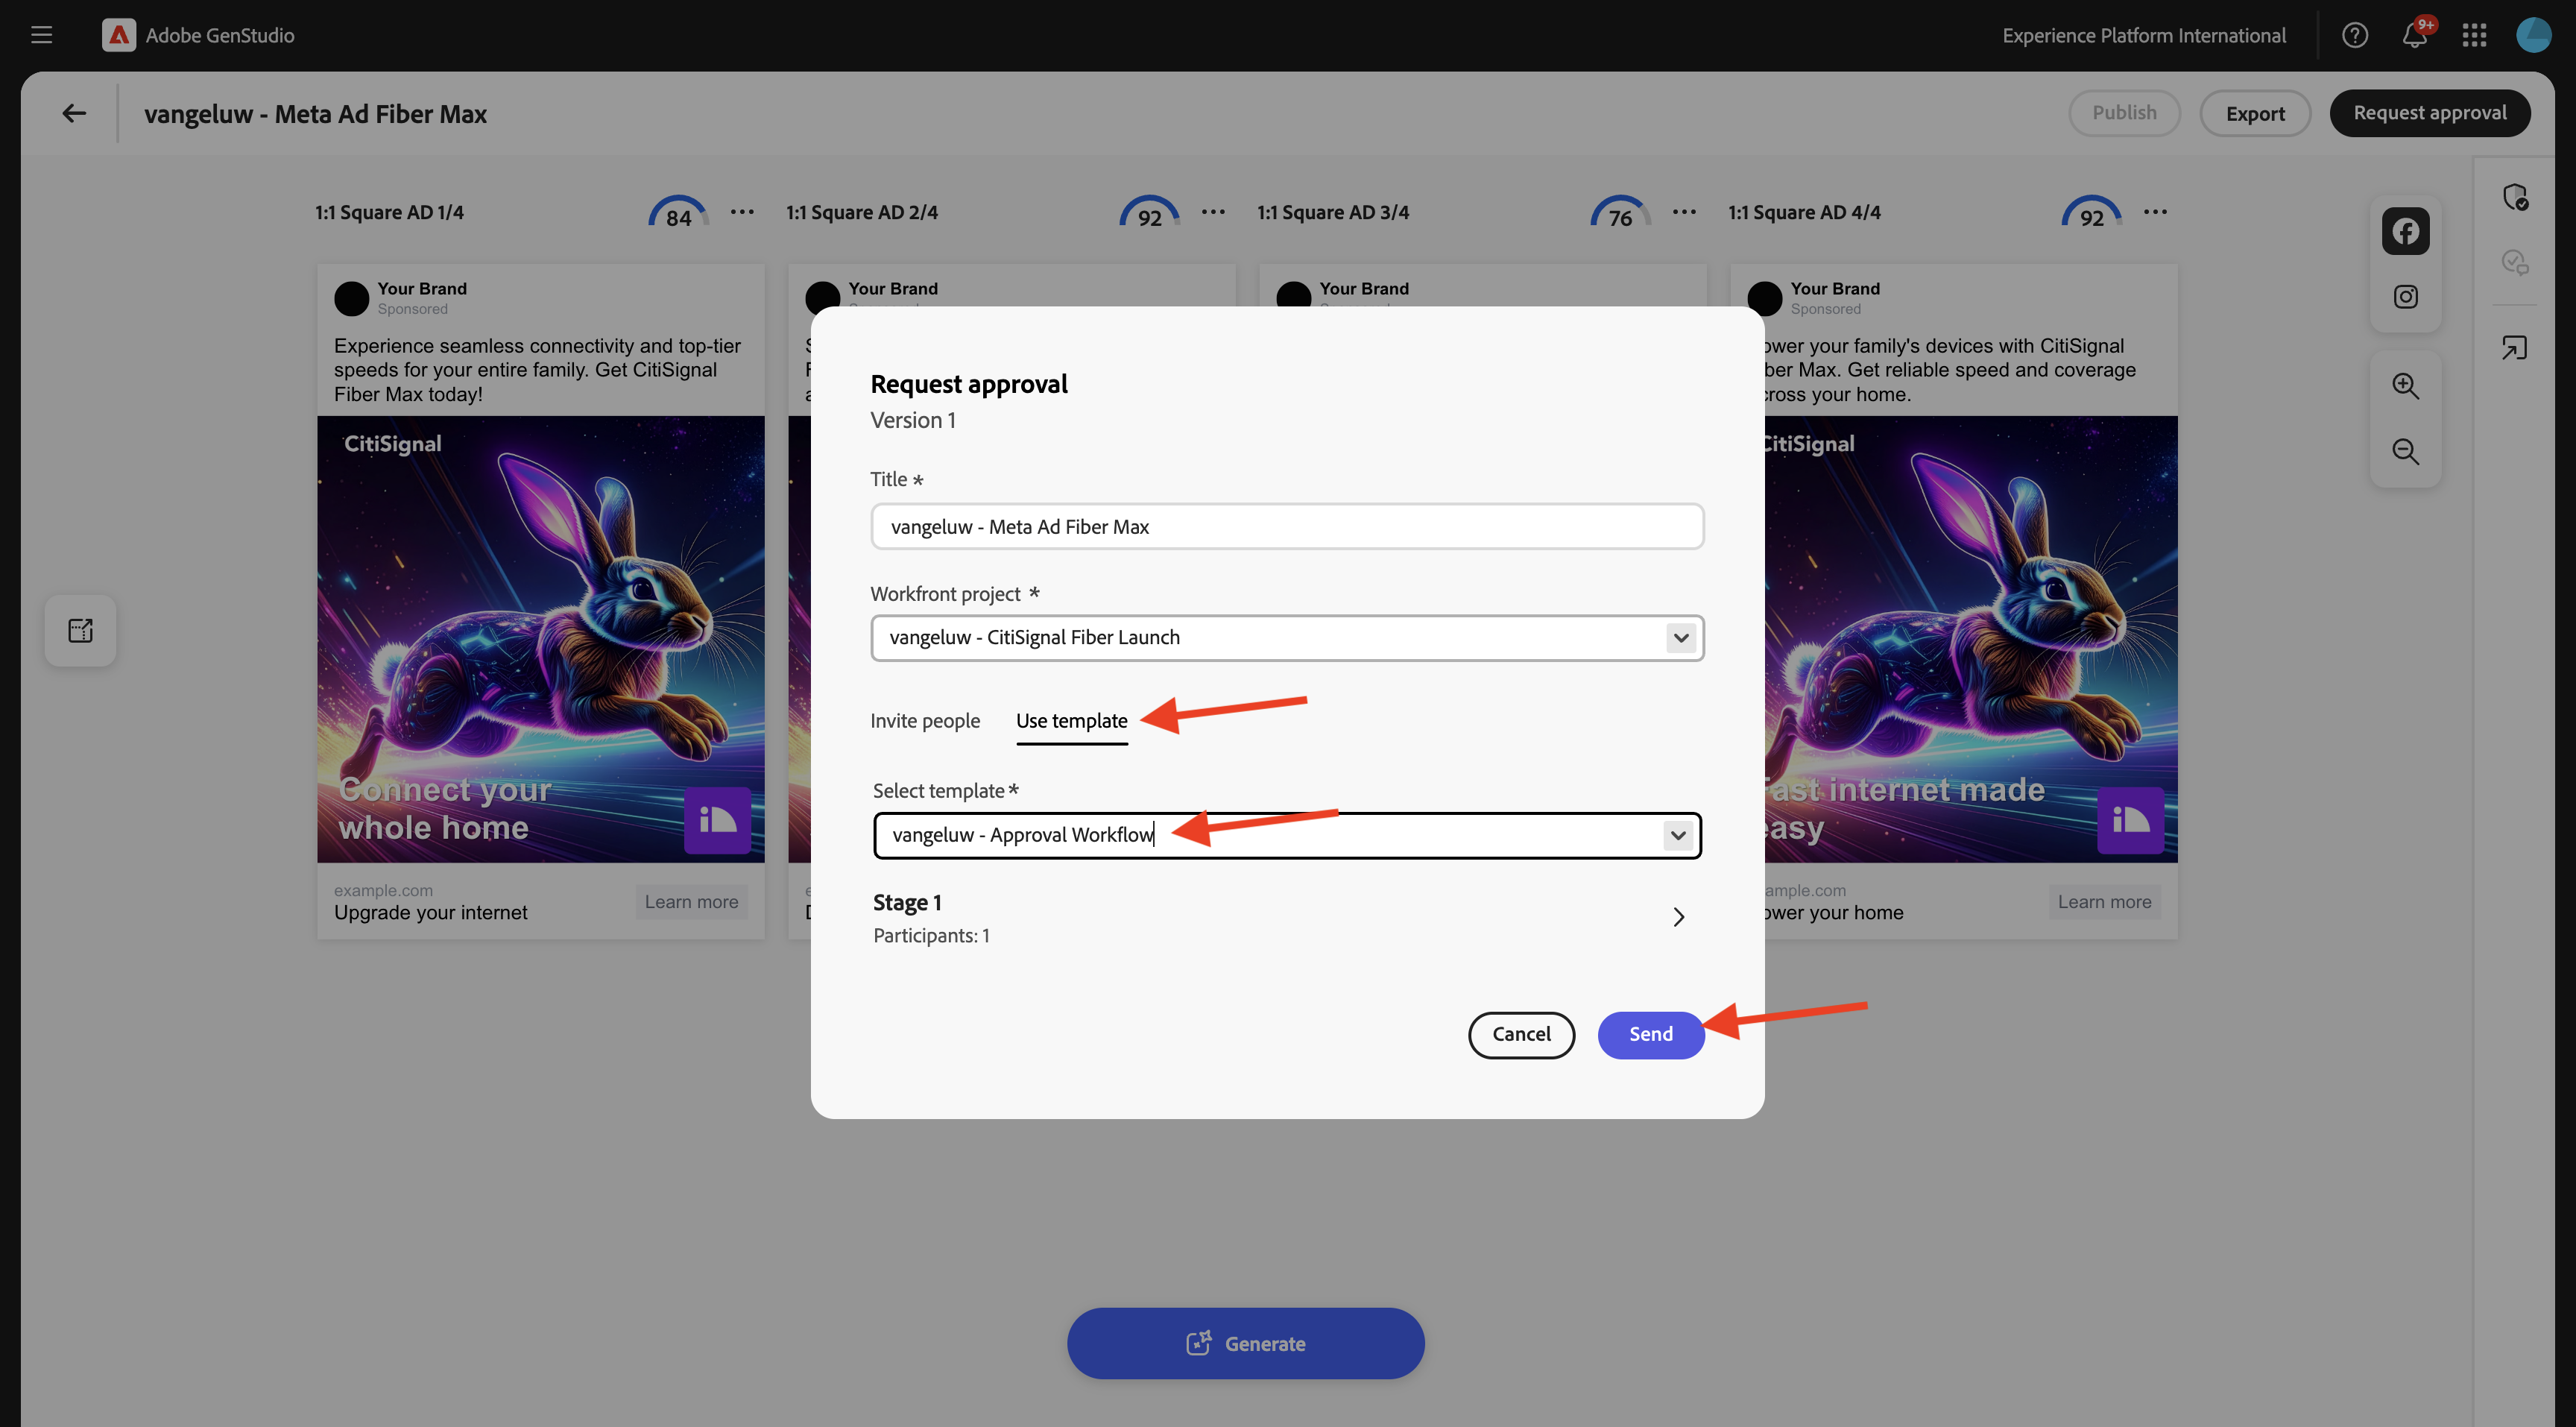 Adobe GenStudio
Experience Platform International
9+
vangeluw - Meta Ad Fiber Max
Publish
Export
Request approval
1:1 Square AD 1/4
84
1:1 Square AD 2/4
92
1:1 Square AD 3/4
76
1:1 Square AD 4/4
92
Your Brand
Sponsored
Experience seamless connectivity and top-tier
speeds for your entire family. Get CitiSignal
Fiber Max today!
CitiSignal
Connect your
whole home
example.com
Upgrade your internet
Learn more
Your Brand
Your Brand
Your Brand
Sponsored
ower your family's devices with CitiSignal
ber Max. Get reliable speed and coverage
cross your home.
CitiSignal
Fast internet made
easy
ample.com
ower your home
Learn more
Request approval
Version 1
Title *
vangeluw - Meta Ad Fiber Max
Workfront project *
vangeluw - CitiSignal Fiber Launch
Invite people
Use template
Select template*
vangeluw - Approval Workflow
Stage 1
Participants: 1
Cancel
Send
Generate